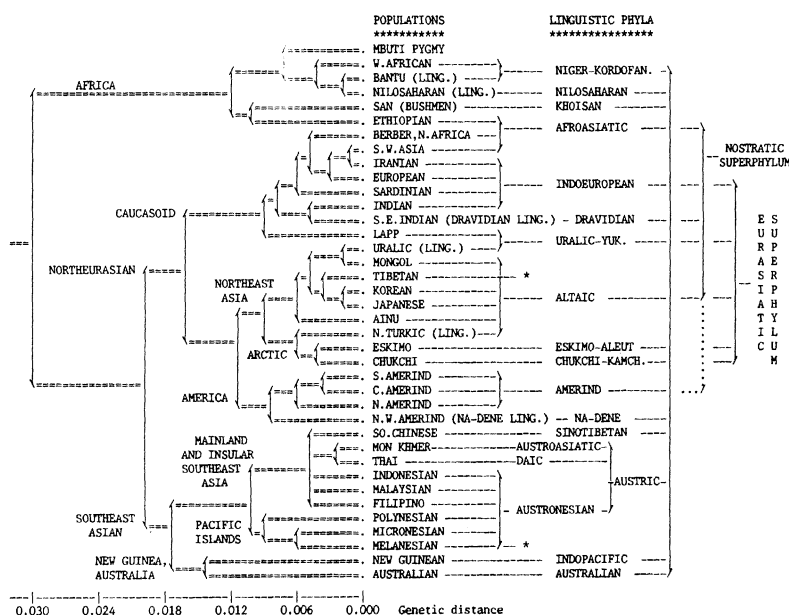 POPULATIONS LINGUISTIC PHYLA
*********** ****************
MBUTI PYGMY
W.AFRICAN
NIGER-KORDOFAN.
AFRICA
BANTU (LING.)
NILOSAHARAN (LING.) NILOSAHARAN
SAN (BUSHMEN) KHOISAN
ETHIOPIAN
AFROASIATIC
BERBER, N.AFRICA
NOSTRATIC
S.W.ASIA
SUPERPHYLUM
IRANIAN
EUROPEAN
INDOEUROPEAN
SARDINIAN
INDIAN
CAUCASOID
S.E.INDIAN (DRAVIDIAN LING.) - DRAVIDIAN
LAPP
URALIC (LING.)
URALIC-YUK.
MONGOL
NORTHEURASIAN
TIBETAN *
NORTHEAST
ASIA
KOREAN
JAPANESE
ALTAIC
AINU
N.TURKIC (LING.)
EURASIATIC
SUPERPHYLUM
ARCTIC
ESKIMO ESKIMO-ALEUT
CHUKCHI CHUKCHI-KAMCH.
S.AMERIND
AMERICA
C.AMERIND AMERIND
N.AMERIND
N.W.AMERIND (NA-DENE LING.) - NA-DENE
SO.CHINESE SINOTIBETAN
MAINLAND
AND INSULAR
SOUTHEAST
ASIA
MON KHMER AUSTROASIATIC
THAI DAIC
INDONESIAN
AUSTRIC
MALAYSIAN
FILIPINO
AUSTRONESIAN
SOUTHEAST
ASIAN
PACIFIC
ISLANDS
POLYNESIAN
MICRONESIAN
MELANESIAN *
NEW GUINEA,
AUSTRALIA
NEW GUINEAN INDOPACIFIC
AUSTRALIAN AUSTRALIAN
0.030 0.024 0.018 0.012 0.006 0.000 Genetic distance